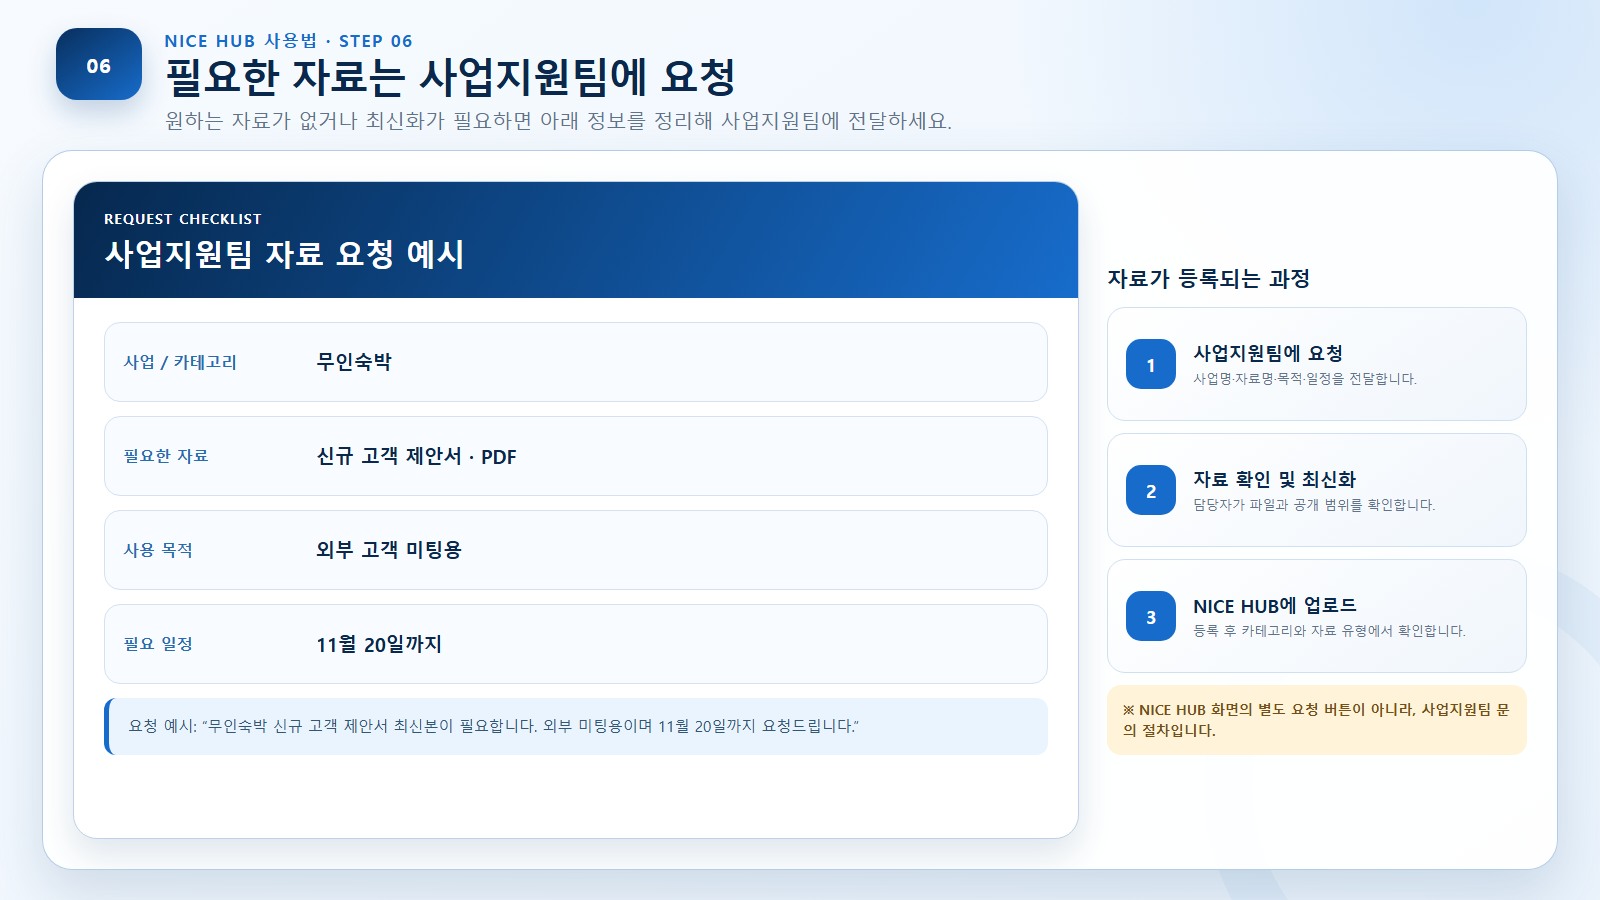 06
NICE HUB 사용법 · STEP 06
필요한 자료는 사업지원팀에 요청
원하는 자료가 없거나 최신화가 필요하면 아래 정보를 정리해 사업지원팀에 전달하세요.
REQUEST CHECKLIST
사업지원팀 자료 요청 예시
사업 / 카테고리
무인숙박
필요한 자료
신규 고객 제안서 · PDF
사용 목적
외부 고객 미팅용
필요 일정
11월 20일까지
요청 예시: “무인숙박 신규 고객 제안서 최신본이 필요합니다. 외부 미팅용이며 11월 20일까지 요청드립니다.”
자료가 등록되는 과정
1
사업지원팀에 요청
사업명·자료명·목적·일정을 전달합니다.
2
자료 확인 및 최신화
담당자가 파일과 공개 범위를 확인합니다.
3
NICE HUB에 업로드
등록 후 카테고리와 자료 유형에서 확인합니다.
※ NICE HUB 화면의 별도 요청 버튼이 아니라, 사업지원팀 문
의 절차입니다.